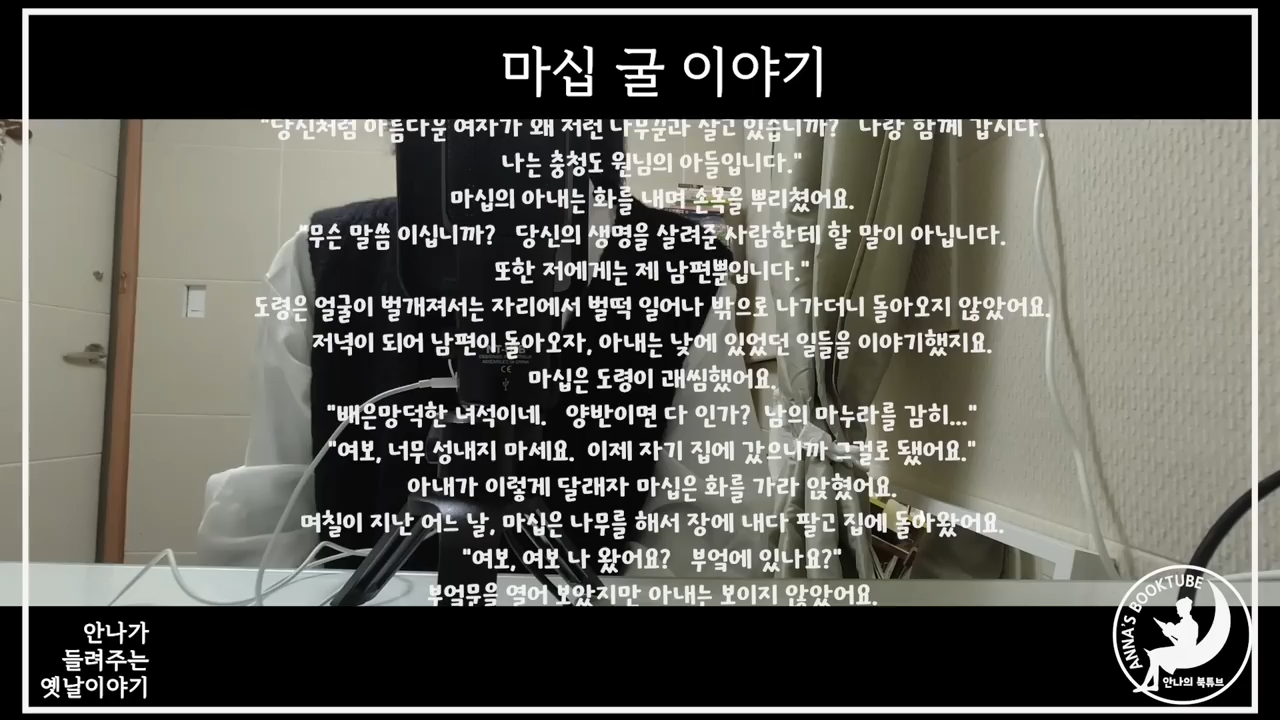 마십 굴 이야기
"당신처럼 아름다운 여자가 왜 저런 나무꾼과 살고 있습니까? 나랑 함께 갑시다.
나는 충청도 원님의 아들입니다."
마십의 아내는 화를 내며 손목을 뿌리쳤어요.
"무슨 말씀 이십니까? 당신의 생명을 살려준 사람한테 할 말이 아닙니다.
또한 저에게는 제 남편뿐입니다."
도령은 얼굴이 벌개져서는 자리에서 벌떡 일어나 밖으로 나가더니 돌아오지 않았어요.
저녁이 되어 남편이 돌아오자, 아내는 낮에 있었던 일들을 이야기했지요.
마십은 도령이 괘씸했어요.
"배은망덕한 녀석이네. 양반이면 다 인가? 남의 마누라를 감히..."
"여보, 너무 성내지 마세요. 이제 자기 집에 갔으니까 그걸로 됐어요."
아내가 이렇게 달래자 마십은 화를 가라 앉혔어요.
며칠이 지난 어느 날, 마십은 나무를 해서 장에 내다 팔고 집에 돌아왔어요.
"여보, 여보 나 왔어요? 부엌에 있나요?"
부엌문을 열어 보았지만 아내는 보이지 않았어요.
안나가
들려주는
옛날이야기
ANNA'S BOOKTUBE
안나의 북튜브